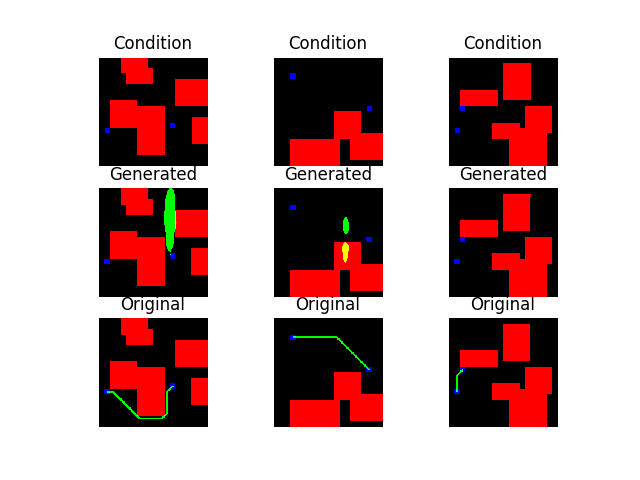 Condition Condition Condition
Generated Generated Generated
Original Original Original